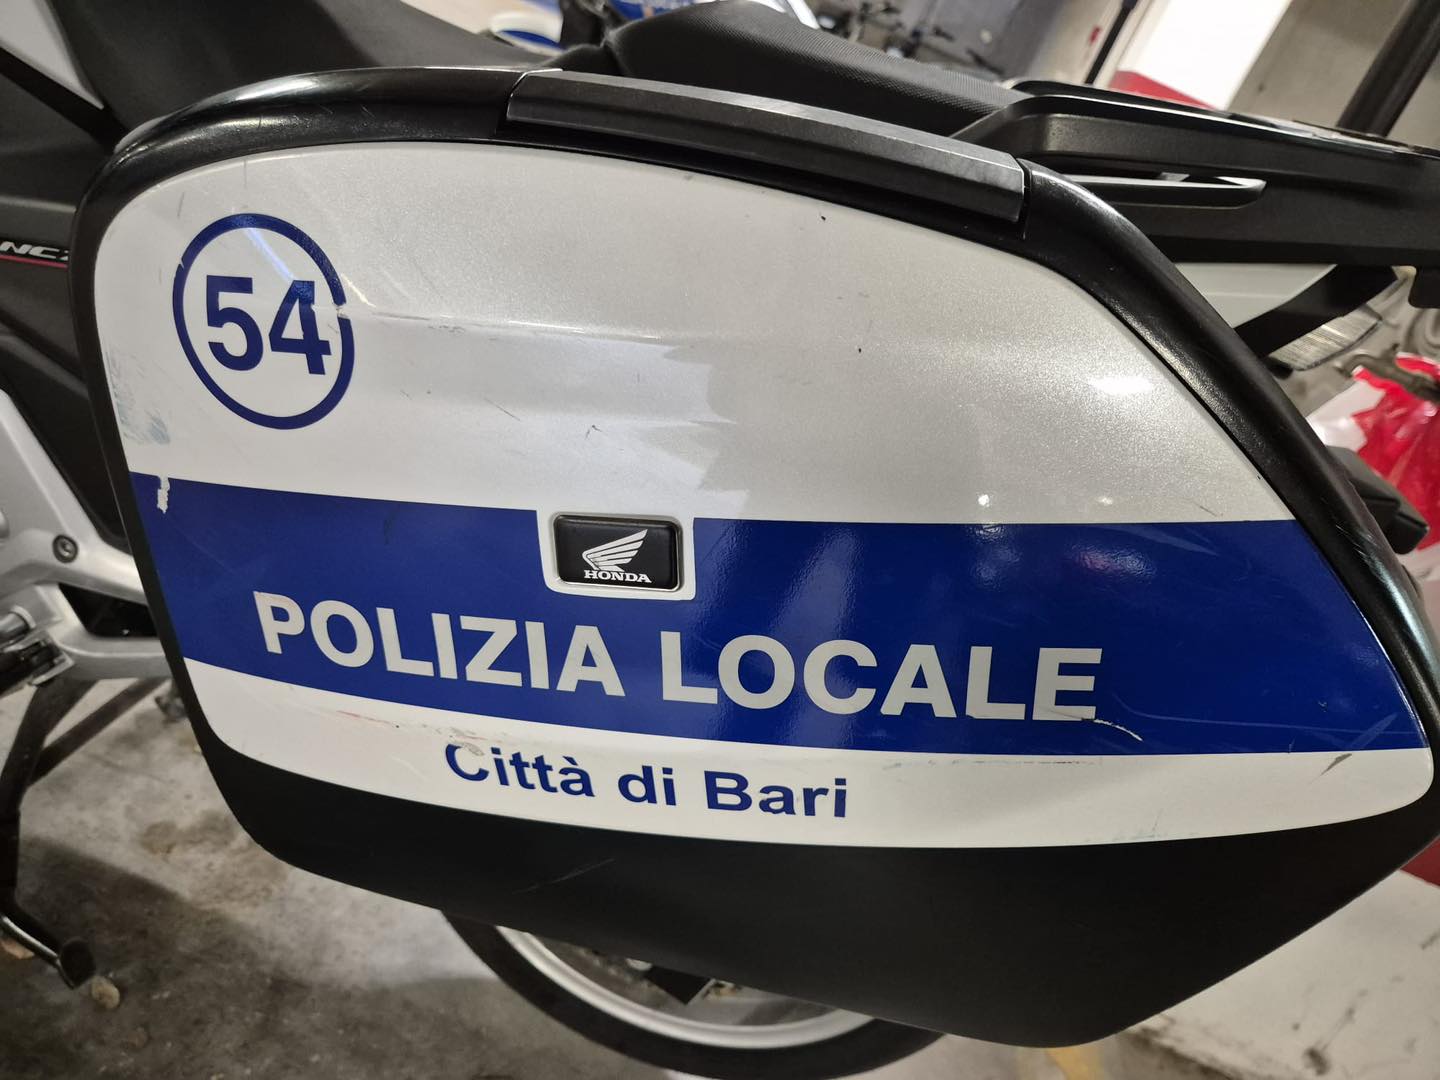 54
HONDA
POLIZIA LOCALE
Città di Bari